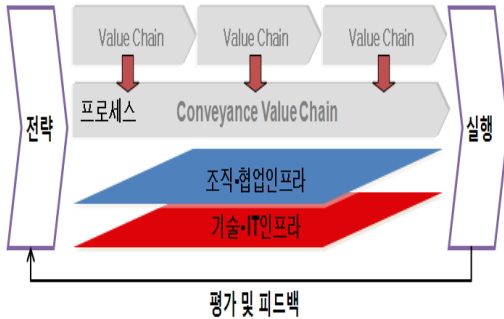 Value Chain
Value Chain
Value Chain
전략
프로세스
Conveyance Value Chain
실행
조직•협업인프라
기술•IT인프라
평가 및 피드백